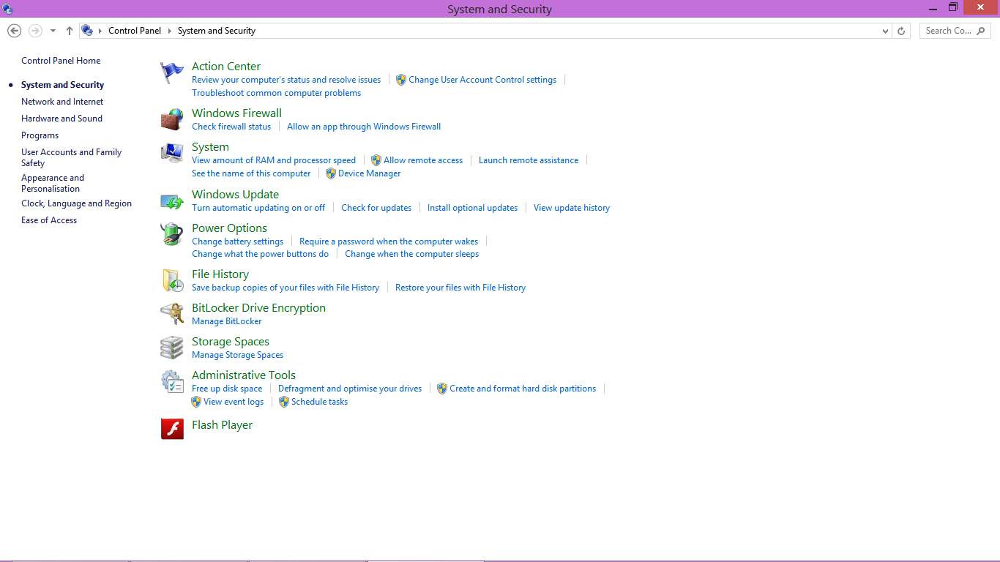 System and Security
Control Panel System and Security
Search Co...
Control Panel Home
System and Security
Network and Internet
Hardware and Sound
Programs
User Accounts and Family
Safety
Appearance and
Personalisation
Clock, Language and Region
Ease of Access
Action Center
Review your computer's status and resolve issues Change User Account Control settings
Troubleshoot common computer problems
Windows Firewall
Check firewall status Allow an app through Windows Firewall
System
View amount of RAM and processor speed Allow remote access Launch remote assistance
See the name of this computer Device Manager
Windows Update
Turn automatic updating on or off Check for updates Install optional updates View update history
Power Options
Change battery settings Require a password when the computer wakes
Change what the power buttons do Change when the computer sleeps
File History
Save backup copies of your files with File History Restore your files with File History
BitLocker Drive Encryption
Manage BitLocker
Storage Spaces
Manage Storage Spaces
Administrative Tools
Free up disk space Defragment and optimise your drives Create and format hard disk partitions
View event logs Schedule tasks
Flash Player